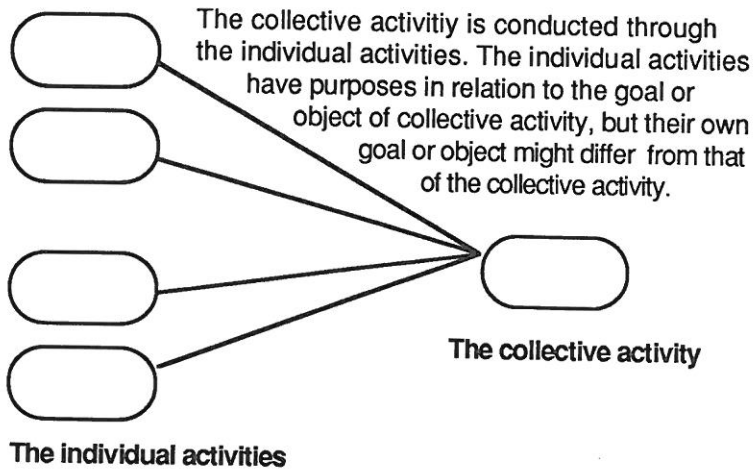 The collective activitiy is conducted through
the individual activities. The individual activities
have purposes in relation to the goal or
object of collective activity, but their own
goal or object might differ from that
of the collective activity.
The collective activity
The individual activities